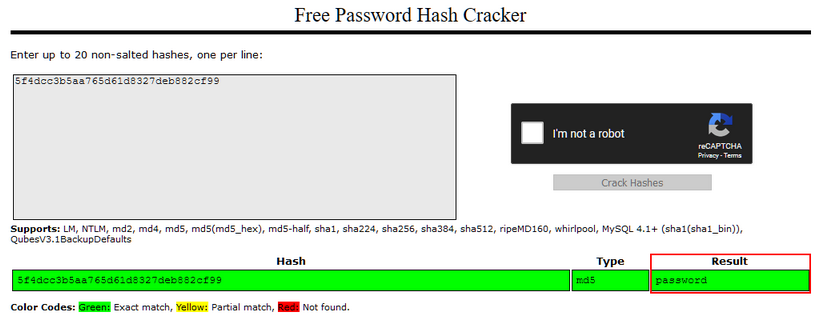 Free Password Hash Cracker
Enter up to 20 non-salted hashes, one per line:
5f4dcc3b5aa765d61d8327deb882cf99
I'm not a robot
reCAPTCHA
Privacy - Terms
Crack Hashes
Supports: LM, NTLM, md2, md4, md5, md5(md5_hex), md5-half, sha1, sha224, sha256, sha384, sha512, ripeMD160, whirlpool, MySQL 4.1+ (sha1(sha1_bin)),
QubesV3.1BackupDefaults
Hash Type Result
5f4dcc3b5aa765d61d8327deb882cf99 md5 password
Color Codes: Green: Exact match, Yellow: Partial match, Red: Not found.